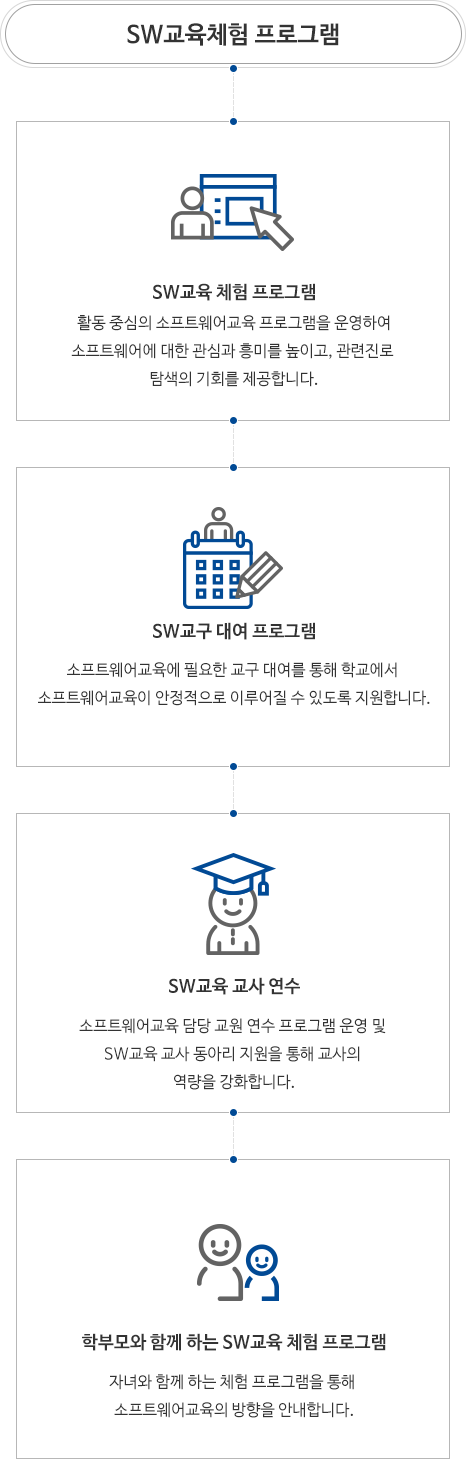 SW교육체험 프로그램
SW교육 체험 프로그램
활동 중심의 소프트웨어교육 프로그램을 운영하여
소프트웨어에 대한 관심과 흥미를 높이고, 관련진로
탐색의 기회를 제공합니다.
SW교구 대여 프로그램
소프트웨어교육에 필요한 교구 대여를 통해 학교에서
소프트웨어교육이 안정적으로 이루어질 수 있도록 지원합니다.
SW교육 교사 연수
소프트웨어교육 담당 교원 연수 프로그램 운영 및
SW교육 교사 동아리 지원을 통해 교사의
역량을 강화합니다.
학부모와 함께 하는 SW교육 체험 프로그램
자녀와 함께 하는 체험 프로그램을 통해
소프트웨어교육의 방향을 안내합니다.